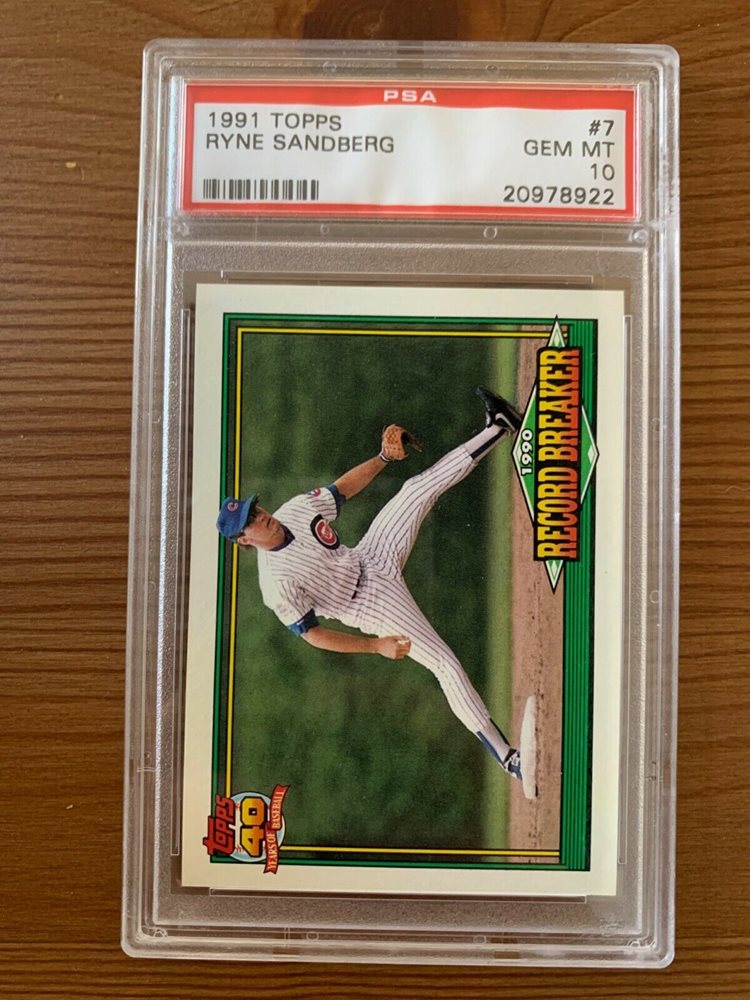 PSA
1991 TOPPS #7
RYNE SANDBERG GEM MT
10
20978922
1990
RECORD BREAKER
topps
40
YEARS OF BASEBALL
C